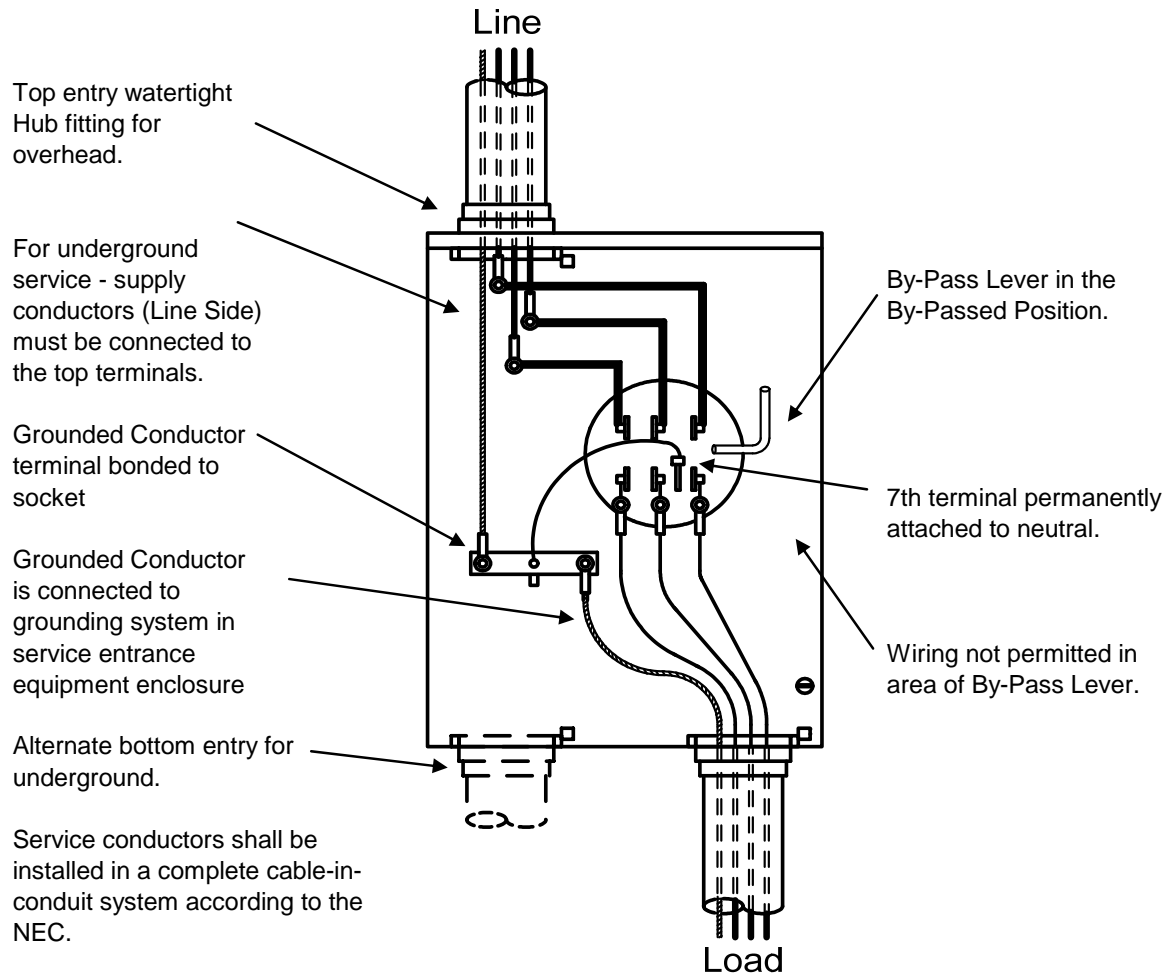 Line
Top entry watertight
Hub fitting for
overhead.
For underground
service - supply
conductors (Line Side)
must be connected to
the top terminals.
Grounded Conductor
terminal bonded to
socket
Grounded Conductor
is connected to
grounding system in
service entrance
equipment enclosure
Alternate bottom entry for
underground.
Service conductors shall be
installed in a complete cable-in-
conduit system according to the
NEC.
By-Pass Lever in the
By-Passed Position.
7th terminal permanently
attached to neutral.
Wiring not permitted in
area of By-Pass Lever.
Load